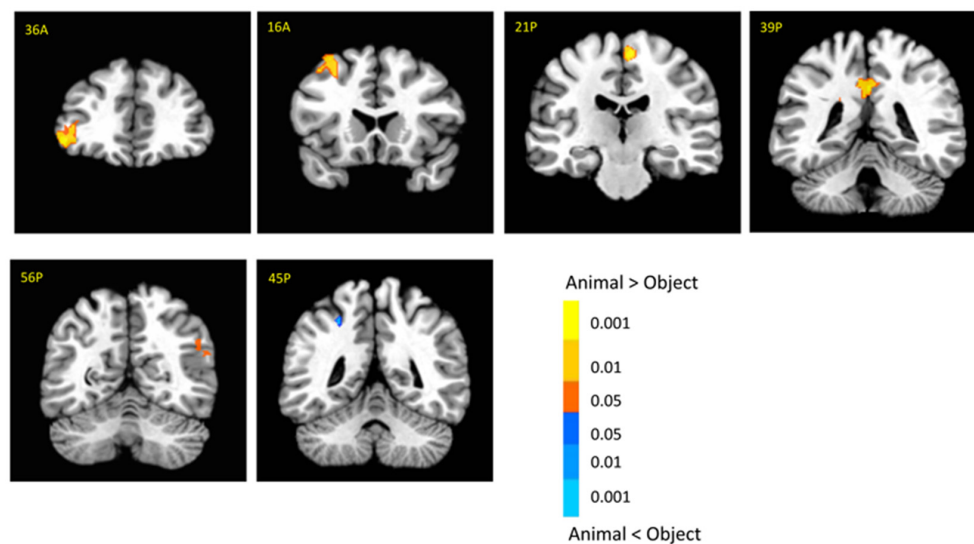 36A
16A
21P
39P
56P
45P
Animal > Object
0.001
0.01
0.05
0.05
0.01
0.001
Animal < Object